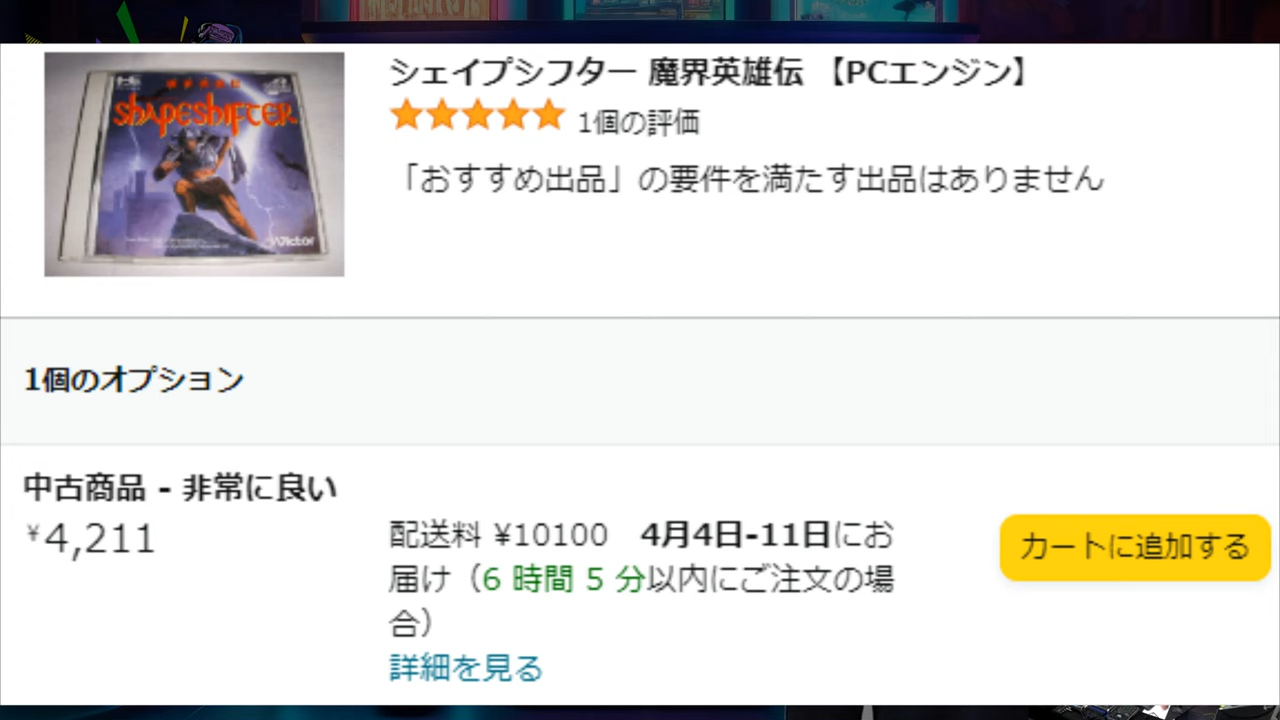 シェイプシフター 魔界英雄伝 【PCエンジン】
1個の評価
「おすすめ出品」の要件を満たす出品はありません
SHAPESHIFTER
Victor
1個のオプション
中古商品 - 非常に良い
¥4,211
配送料 ¥10100 4月4日-11日にお
届け（6 時間 5 分以内にご注文の場
合）
詳細を見る
カートに追加する